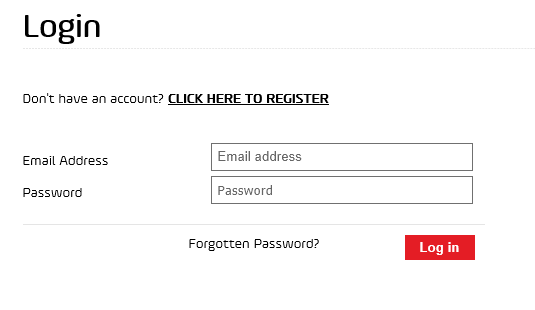 Login
Don't have an account? CLICK HERE TO REGISTER
Email Address Email address
Password Password
Forgotten Password? Log in